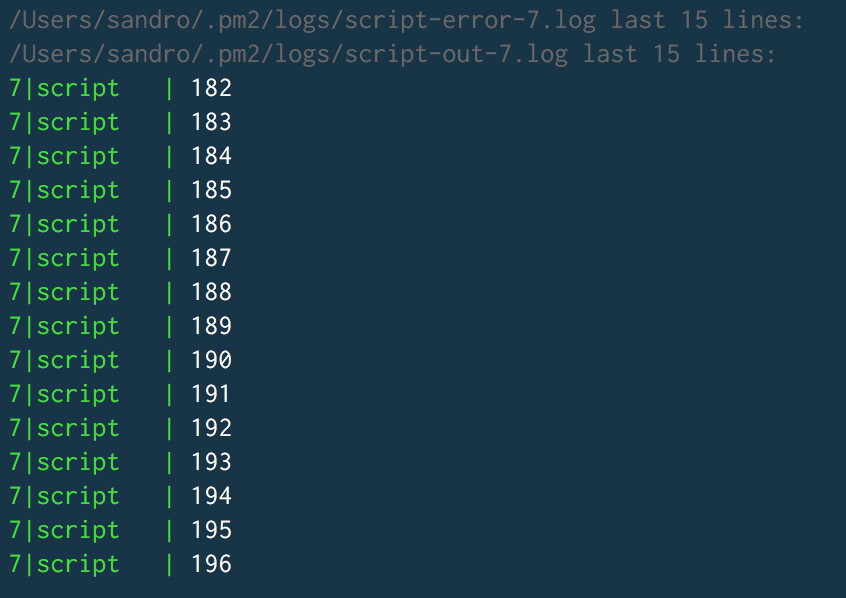 /Users/sandro/.pm2/logs/script-error-7.log last 15 lines:
/Users/sandro/.pm2/logs/script-out-7.log last 15 lines:
7|script   | 182
7|script   | 183
7|script   | 184
7|script   | 185
7|script   | 186
7|script   | 187
7|script   | 188
7|script   | 189
7|script   | 190
7|script   | 191
7|script   | 192
7|script   | 193
7|script   | 194
7|script   | 195
7|script   | 196